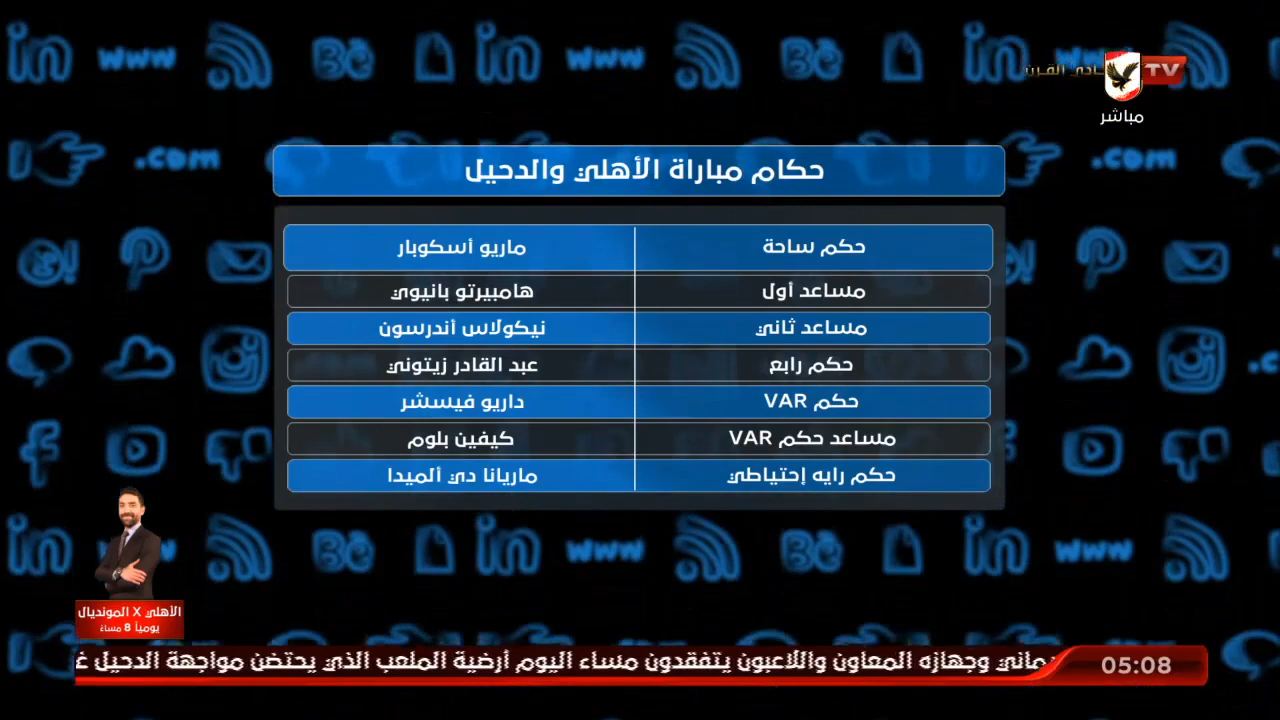 TV
مباشر
حكام مباراة الأهلي والدحيل
حكم ساحة ماريو أسكوبار
مساعد أول هامبيرتو بانيوي
مساعد ثاني نيكولاس أندرسون
حكم رابع عبد القادر زيتوني
حكم VAR داريو فيسشر
مساعد حكم VAR كيفين بلوم
حكم رايه إحتياطي ماريانا دي ألميدا
الأهلي X المونديال
يومياً 8 مساءً
وجهازه المعاون واللاعبون يتفقدون مساء اليوم أرضية الملعب الذي يحتضن مواجهة الدحيل
05:08